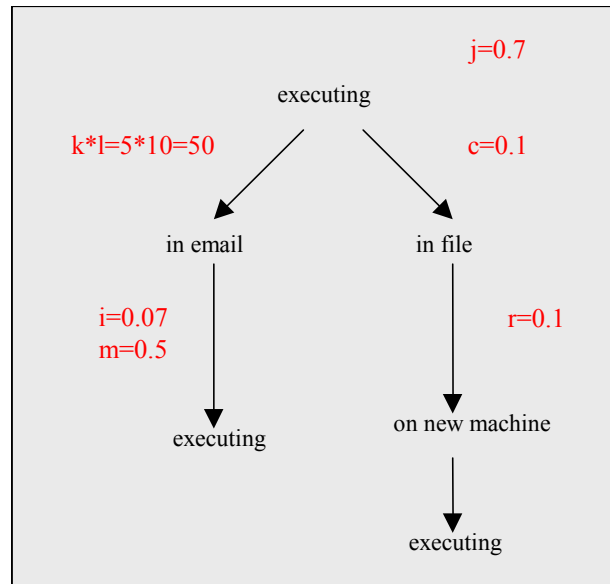 j=0.7
executing
k*l=5*10=50
c=0.1
in email
in file
i=0.07
m=0.5
r=0.1
on new machine
executing
executing